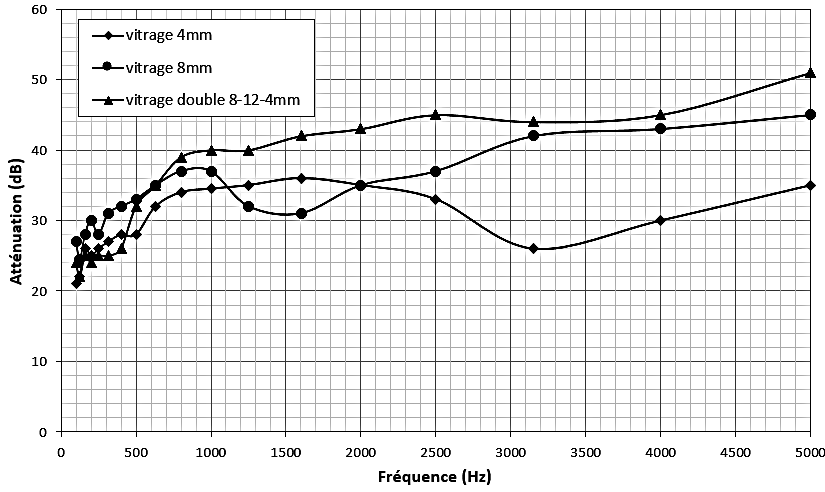 60
50
40
30
20
10
0
Atténuation (dB)
vitrage 4mm
vitrage 8mm
vitrage double 8-12-4mm
0 500 1000 1500 2000 2500 3000 3500 4000 4500 5000
Fréquence (Hz)